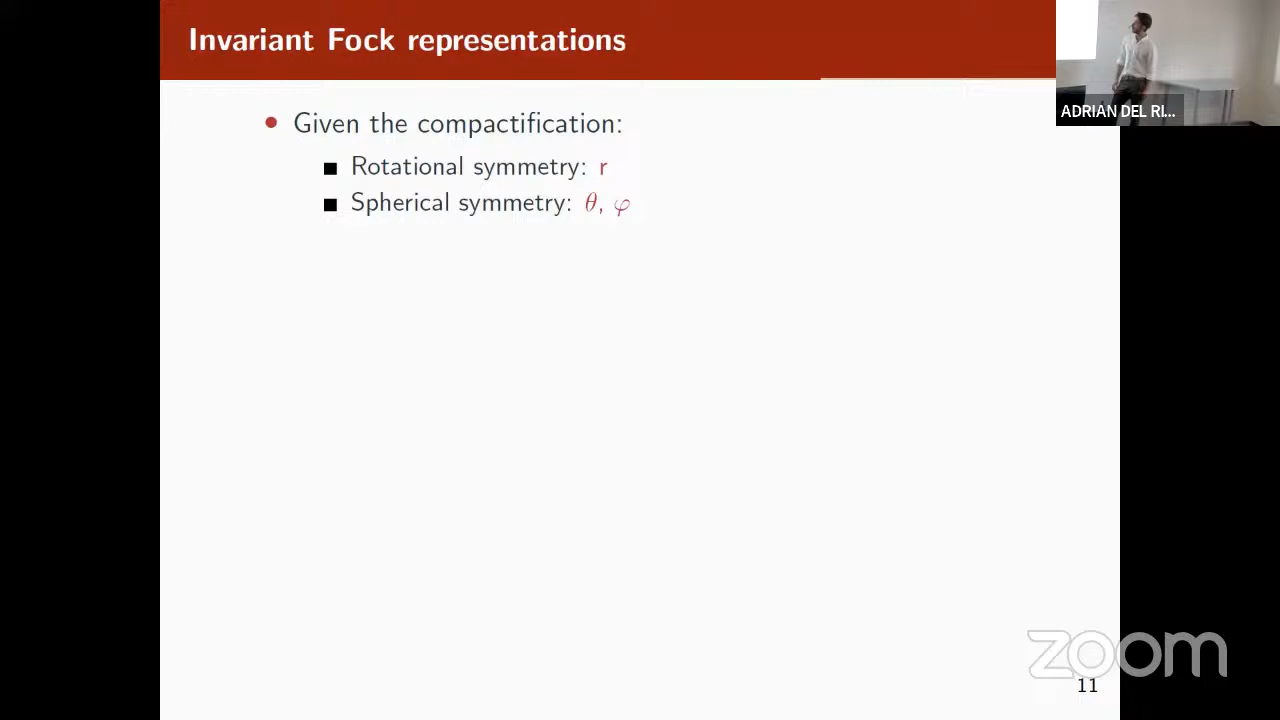 Invariant Fock representations
ADRIAN DEL RI...
Given the compactification:
Rotational symmetry: r
Spherical symmetry: θ, φ
zoom
11